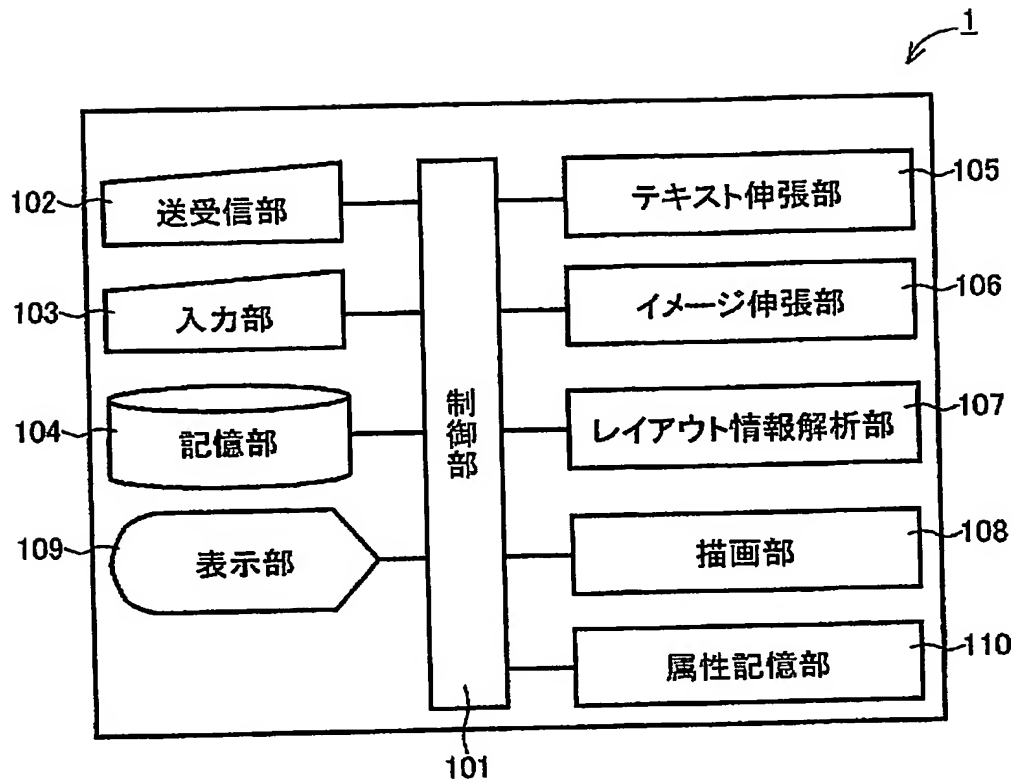 1
102
送受信部
103
入力部
104
記憶部
109
表示部
制御部
101
テキスト伸張部
105
イメージ伸張部
106
レイアウト情報解析部
107
描画部
108
属性記憶部
110